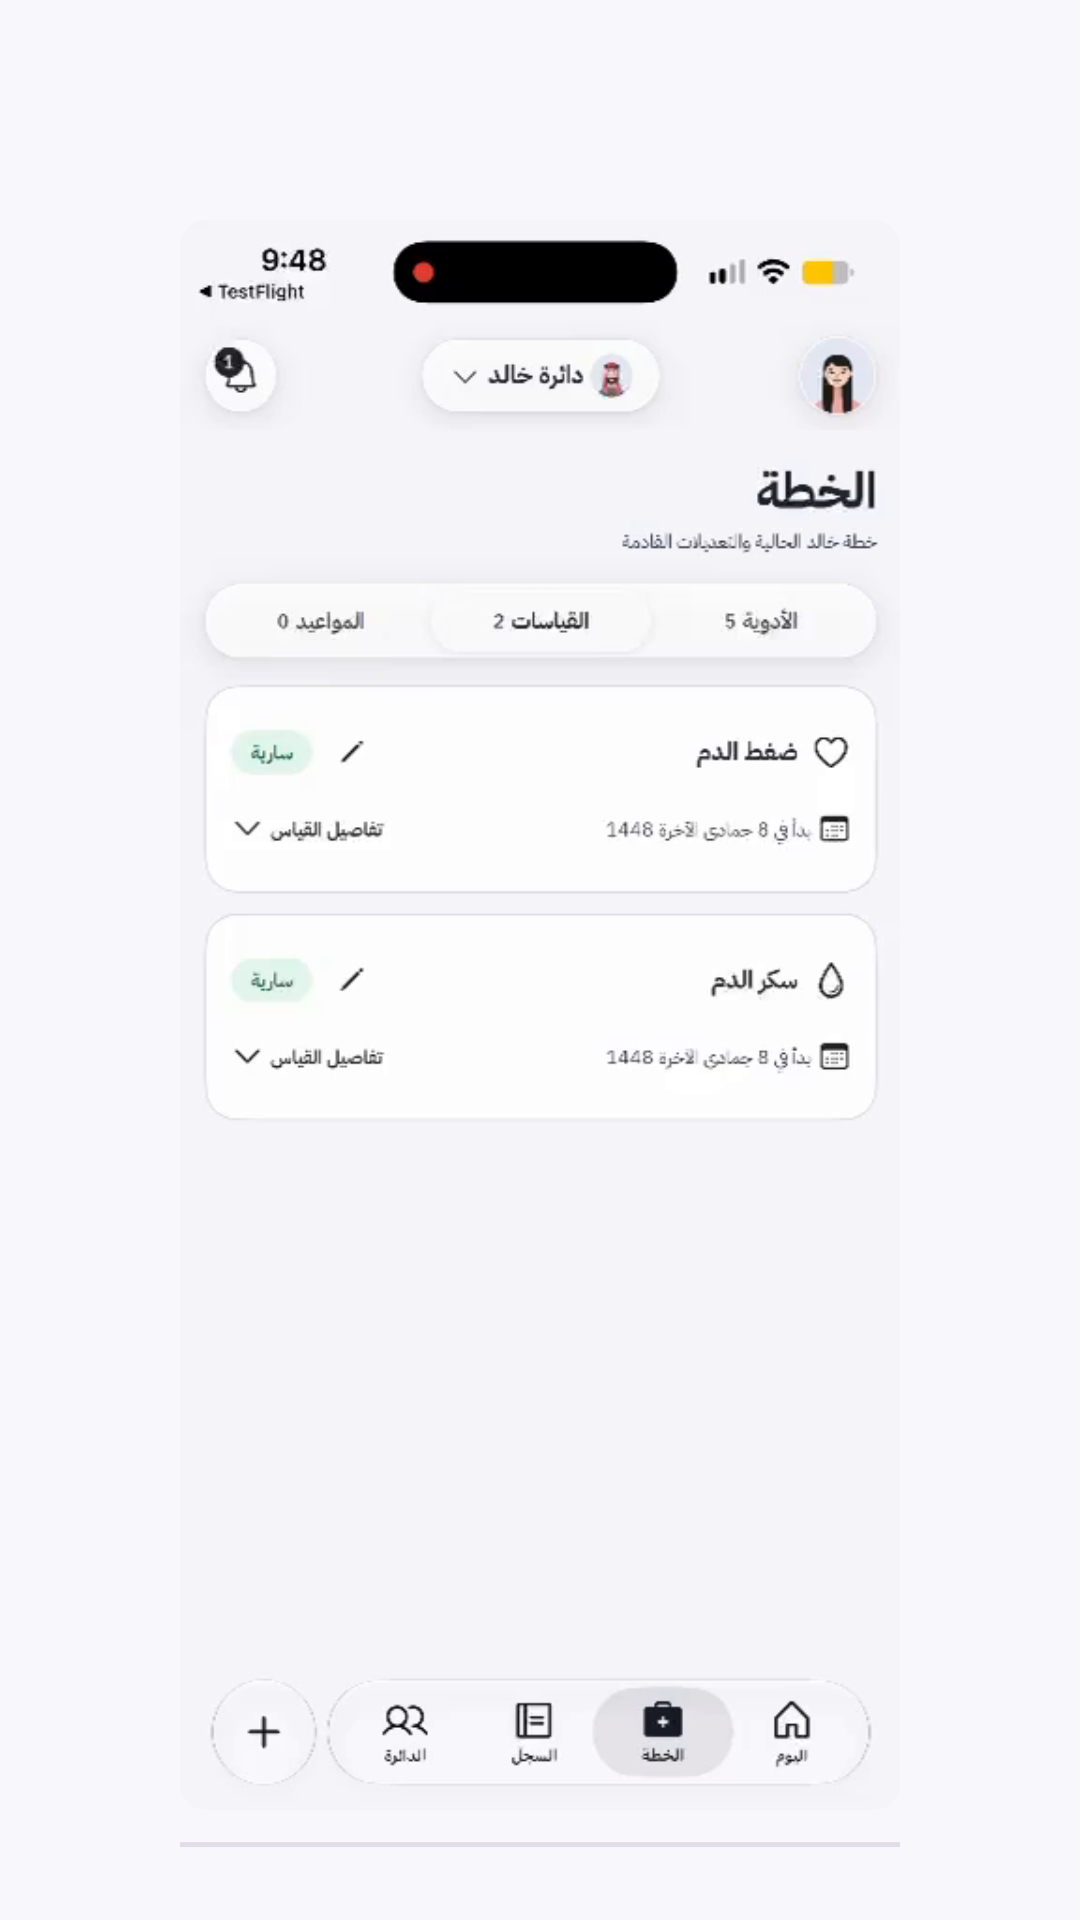 9:48
◀ TestFlight
1
دائرة خالد
الخطة
خطة خالد الحالية والتعديلات القادمة
الأدوية 5
القياسات 2
المواعيد 0
ضغط الدم
سارية
بدأ في 8 جمادى الآخرة 1448
تفاصيل القياس
سكر الدم
سارية
بدأ في 8 جمادى الآخرة 1448
تفاصيل القياس
اليوم
الخطة
السجل
الدائرة